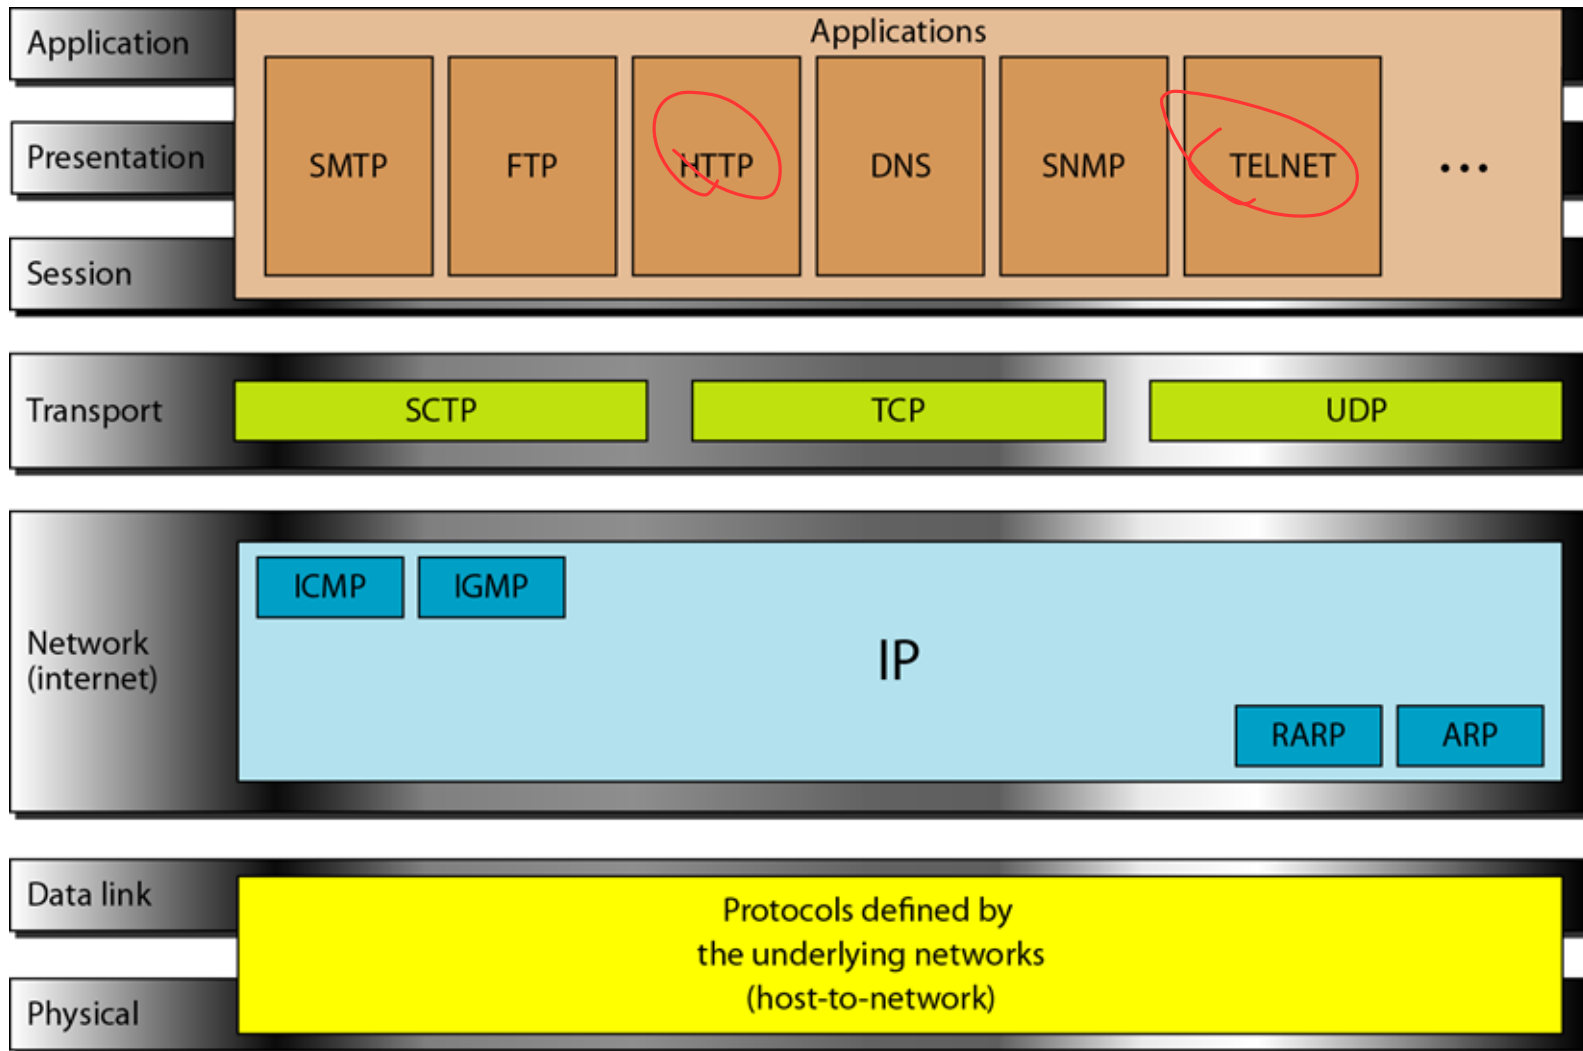 Application
Applications
Presentation
SMTP
FTP
HTTP
DNS
SNMP
TELNET
...
Session
Transport
SCTP
TCP
UDP
Network
(internet)
ICMP
IGMP
IP
RARP
ARP
Data link
Protocols defined by
the underlying networks
(host-to-network)
Physical